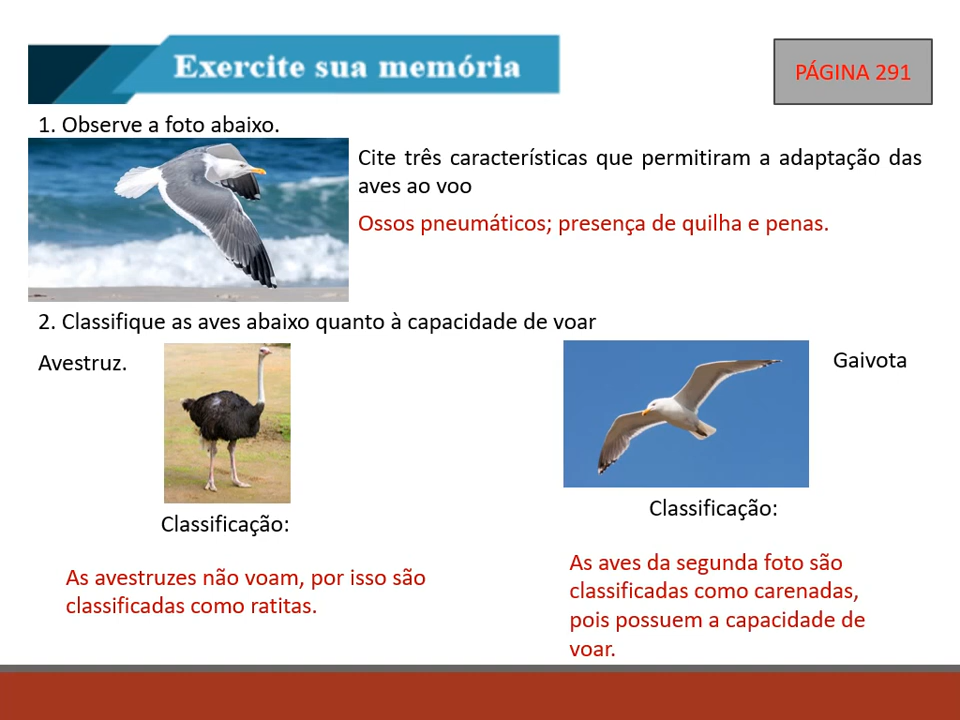 Exercite sua memória
PÁGINA 291
1. Observe a foto abaixo.
Cite três características que permitiram a adaptação das
aves ao voo
Ossos pneumáticos; presença de quilha e penas.
2. Classifique as aves abaixo quanto à capacidade de voar
Avestruz.
Gaivota
Classificação:
As avestruzes não voam, por isso são
classificadas como ratitas.
Classificação:
As aves da segunda foto são
classificadas como carenadas,
pois possuem a capacidade de
voar.